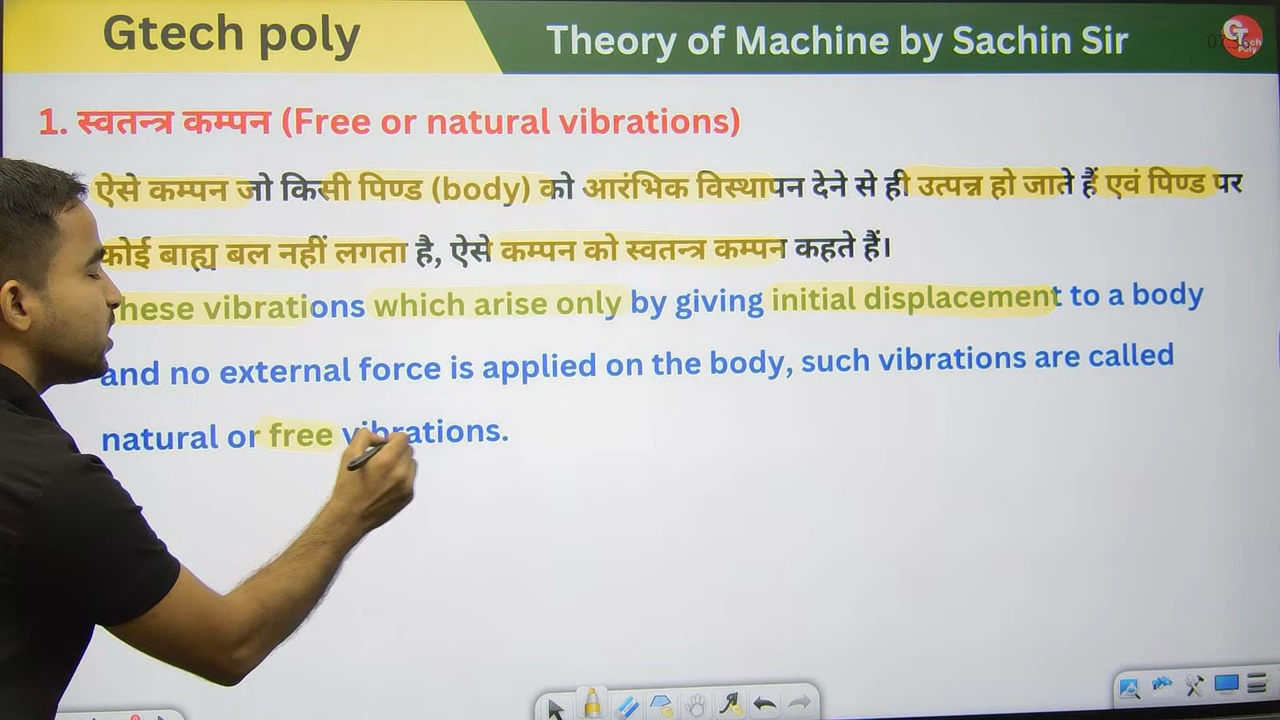 Gtech poly
Theory of Machine by Sachin Sir
1. स्वतन्त्र कम्पन (Free or natural vibrations)
ऐसे कम्पन जो किसी पिण्ड (body) को आरंभिक विस्थापन देने से ही उत्पन्न हो जाते हैं एवं पिण्ड पर
कोई बाह्य बल नहीं लगता है, ऐसे कम्पन को स्वतन्त्र कम्पन कहते हैं।
hese vibrations which arise only by giving initial displacement to a body
and no external force is applied on the body, such vibrations are called
natural or free vibrations.